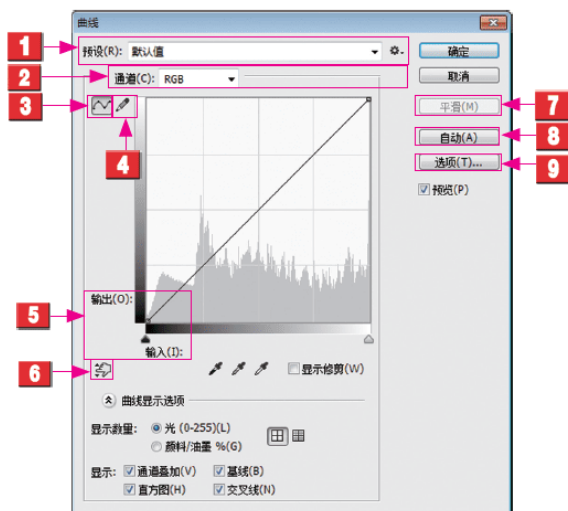 曲线
1
预设(R): 默认值
确定
2
通道(C): RGB
取消
3
4
平滑(M)
7
自动(A)
8
选项(T)...
9
预览(P)
输出(O):
5
输入(I):
6
显示修剪(W)
曲线显示选项
显示数量: 光 (0-255)(L)
颜料/油墨 %(G)
显示: 通道叠加(V) 基线(B)
直方图(H) 交叉线(N)